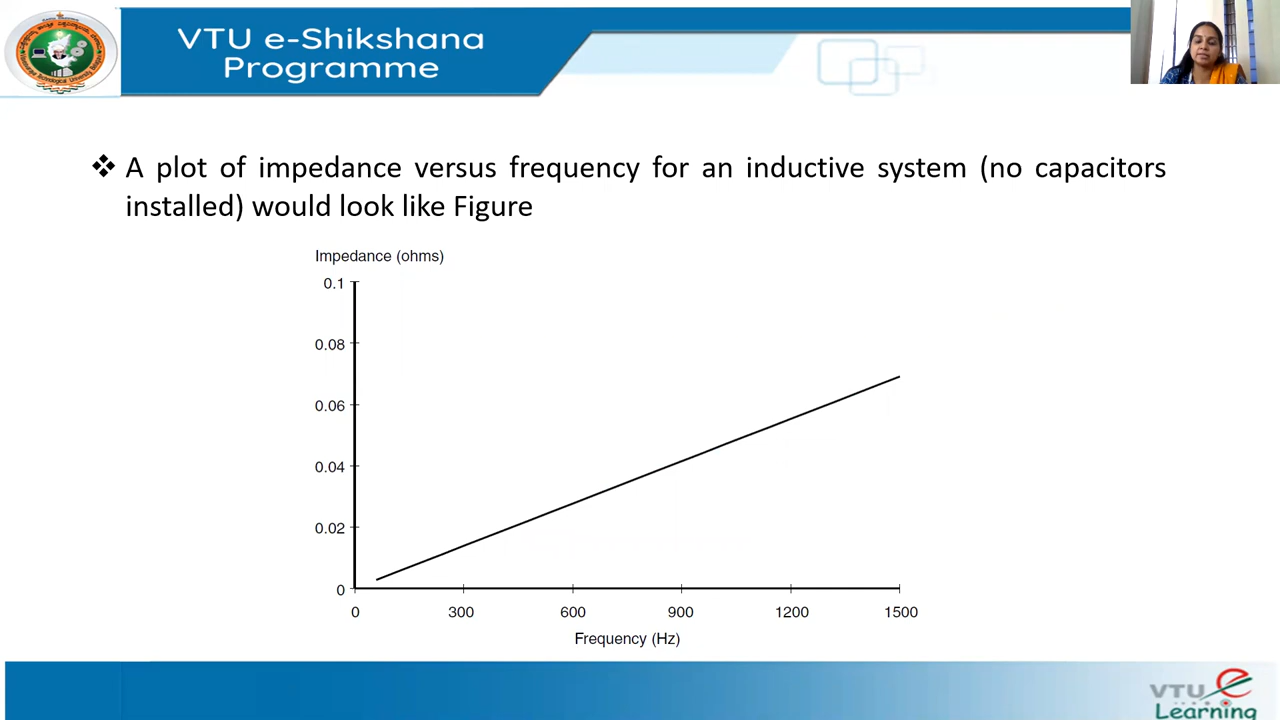 VTU e-Shikshana
Programme
❖ A plot of impedance versus frequency for an inductive system (no capacitors
installed) would look like Figure
Impedance (ohms)
0.1
0.08
0.06
0.04
0.02
0
0 300 600 900 1200 1500
Frequency (Hz)
VTU
Learning